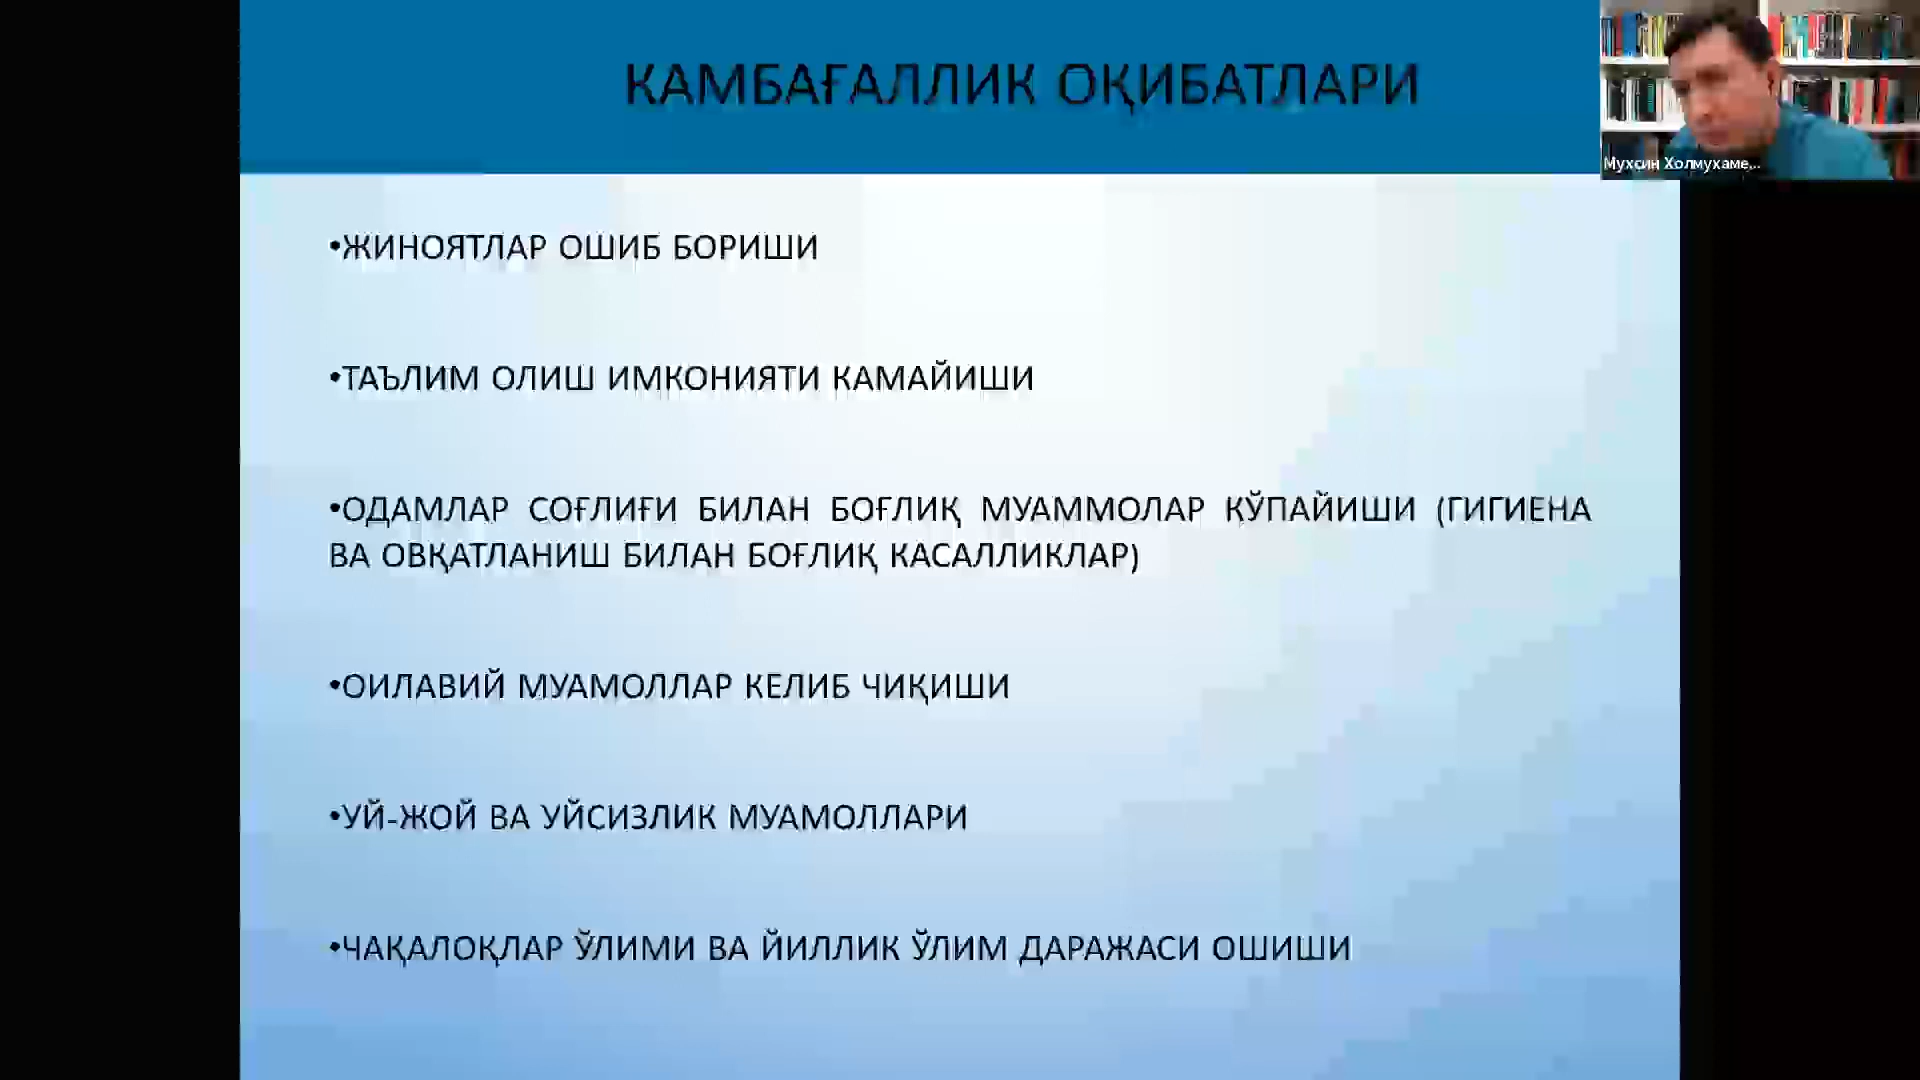 КАМБАҒАЛЛИК ОҚИБАТЛАРИ
Мухсин Холмухаме...
•ЖИНОЯТЛАР ОШИБ БОРИШИ
•ТАЪЛИМ ОЛИШ ИМКОНИЯТИ КАМАЙИШИ
•ОДАМЛАР СОҒЛИҒИ БИЛАН БОҒЛИҚ МУАММОЛАР КЎПАЙИШИ (ГИГИЕНА
ВА ОВҚАТЛАНИШ БИЛАН БОҒЛИҚ КАСАЛЛИКЛАР)
•ОИЛАВИЙ МУАМОЛЛАР КЕЛИБ ЧИҚИШИ
•УЙ-ЖОЙ ВА УЙСИЗЛИК МУАМОЛЛАРИ
•ЧАҚАЛОҚЛАР ЎЛИМИ ВА ЙИЛЛИК ЎЛИМ ДАРАЖАСИ ОШИШИ